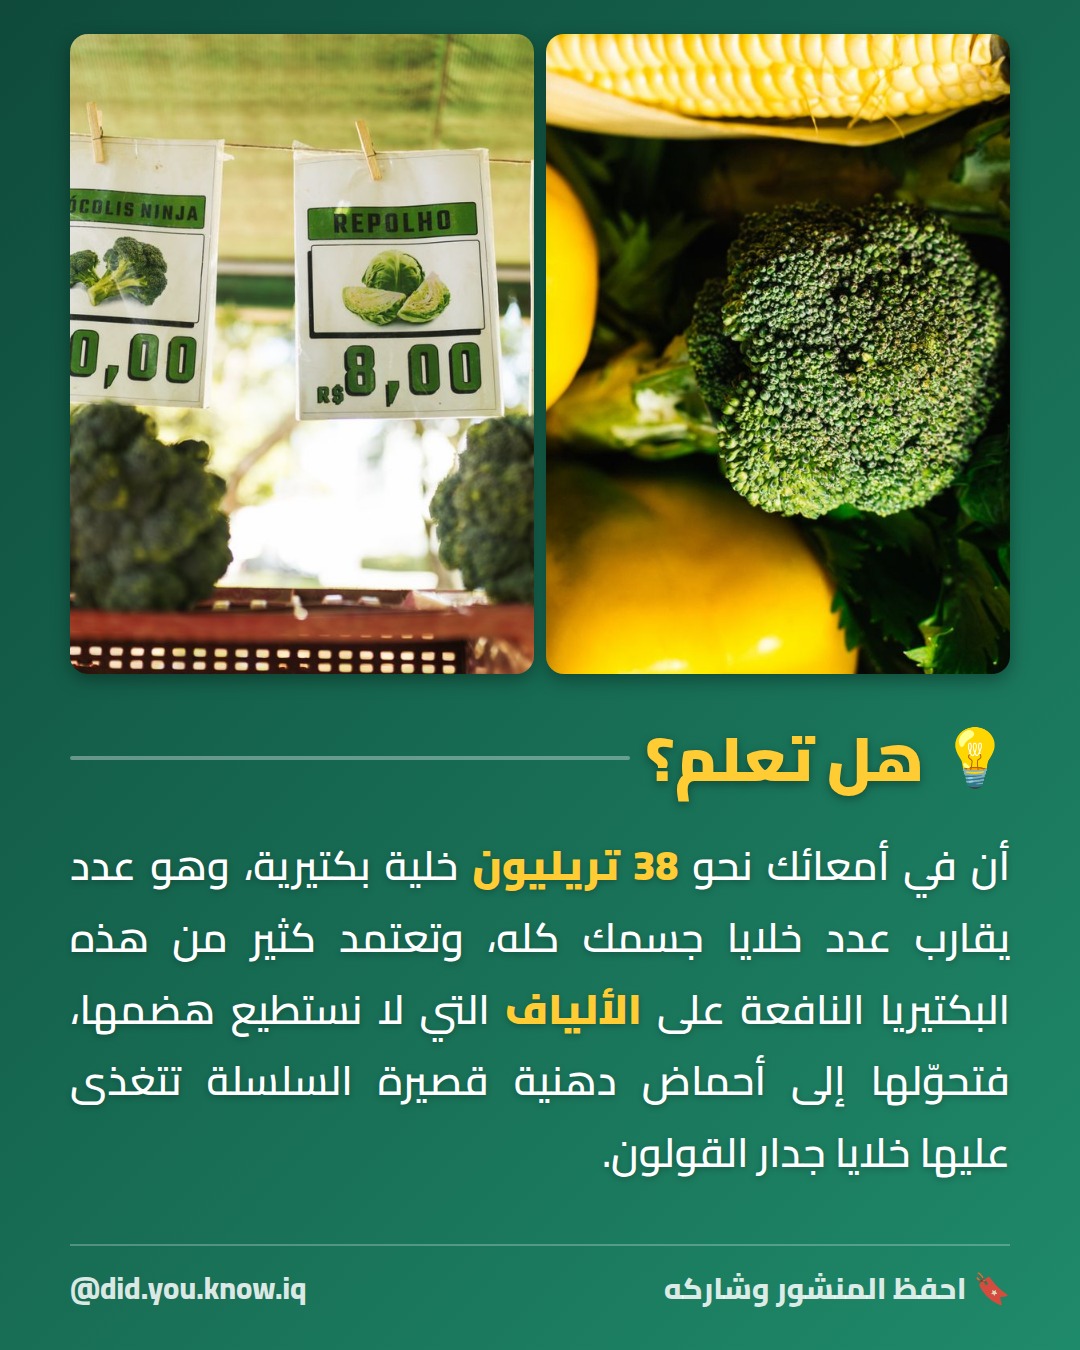 ÓCOLIS NINJA
0,00
REPOLHO
R$8,00
💡 هل تعلم؟
أن في أمعائك نحو 38 تريليون خلية بكتيرية، وهو عدد
يقارب عدد خلايا جسمك كله، وتعتمد كثير من هذه
البكتيريا النافعة على الألياف التي لا نستطيع هضمها،
فتحوّلها إلى أحماض دهنية قصيرة السلسلة تتغذى
عليها خلايا جدار القولون.
🔖 احفظ المنشور وشاركه
@did.you.know.iq